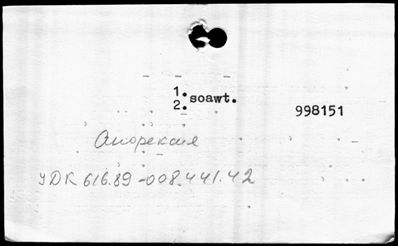 1.
2. soawt.
998151
Анорексия
УДК 616.89-008.441.42